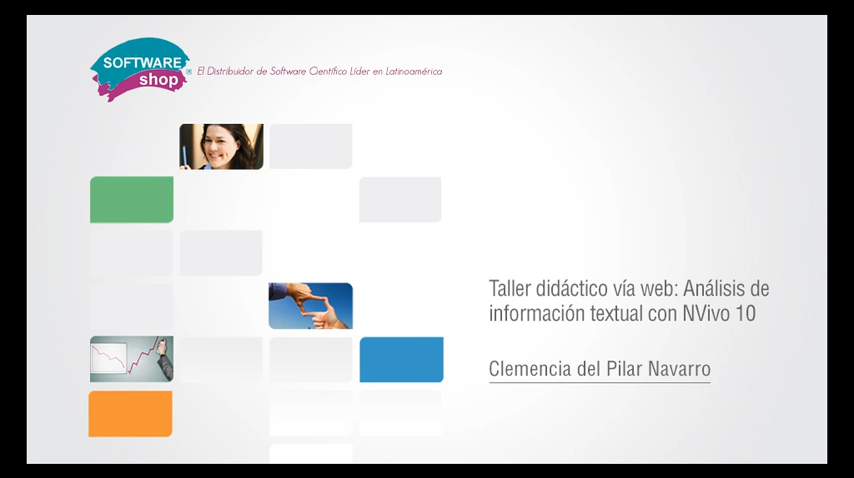 SOFTWARE
shop ® El Distribuidor de Software Científico Líder en Latinoamérica
Taller didáctico vía web: Análisis de
información textual con NVivo 10
Clemencia del Pilar Navarro